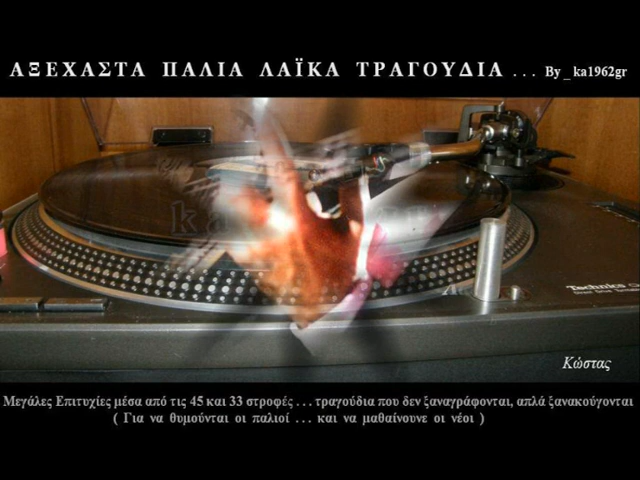 ΑΞΕΧΑΣΤΑ ΠΑΛΙΑ ΛΑΪΚΑ ΤΡΑΓΟΥΔΙΑ . . . By _ ka1962gr
Technics
Κώστας
Μεγάλες Επιτυχίες μέσα από τις 45 και 33 στροφές . . . τραγούδια που δεν ξαναγράφονται, απλά ξανακούγονται
( Για να θυμούνται οι παλιοί . . . και να μαθαίνουνε οι νέοι )